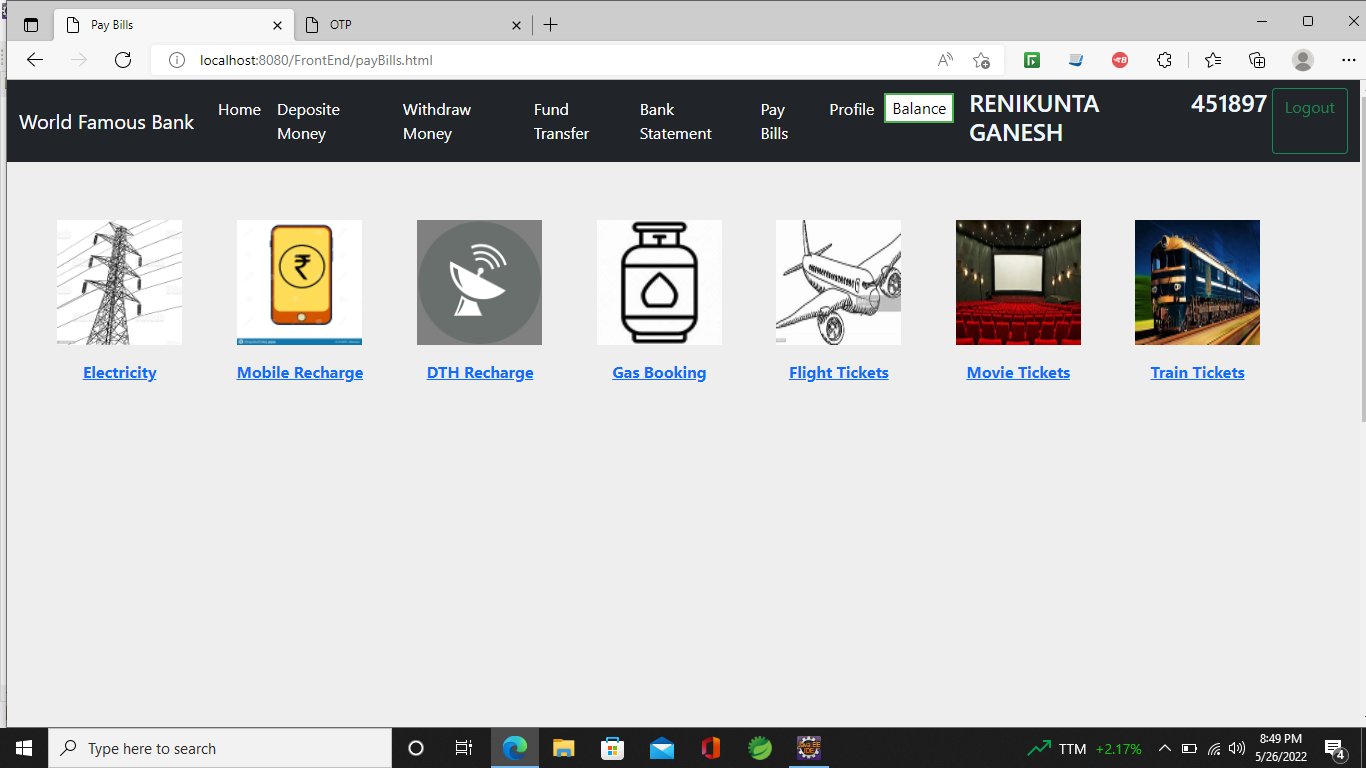 Pay Bills
OTP
localhost:8080/FrontEnd/payBills.html
World Famous Bank
Home
Deposite
Money
Withdraw
Money
Fund
Transfer
Bank
Statement
Pay
Bills
Profile
Balance
RENIKUNTA
GANESH
451897
Logout
Electricity
Mobile Recharge
DTH Recharge
Gas Booking
Flight Tickets
Movie Tickets
Train Tickets
Type here to search
TTM +2.17%
8:49 PM
5/26/2022
4